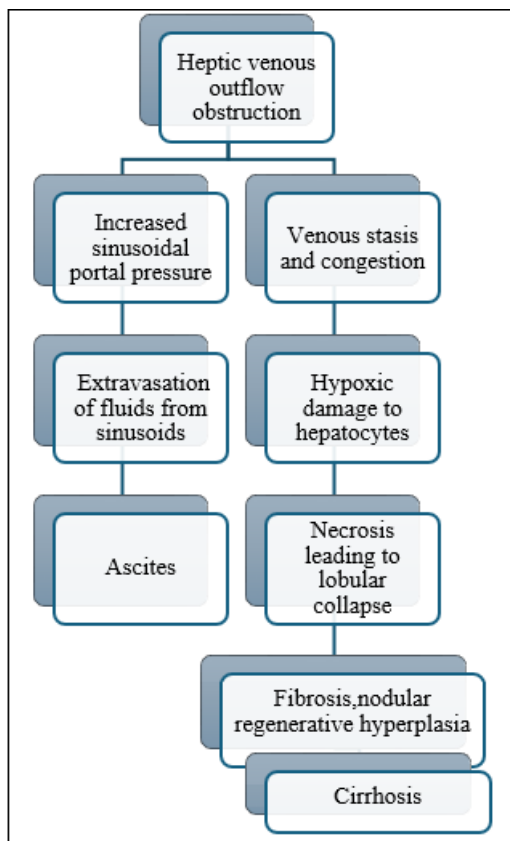 Heptic venous
outflow
obstruction
Increased
sinusoidal
portal pressure
Venous stasis
and congestion
Extravasation
of fluids from
sinusoids
Hypoxic
damage to
hepatocytes
Ascites
Necrosis
leading to
lobular
collapse
Fibrosis,nodular
regenerative hyperplasia
Cirrhosis